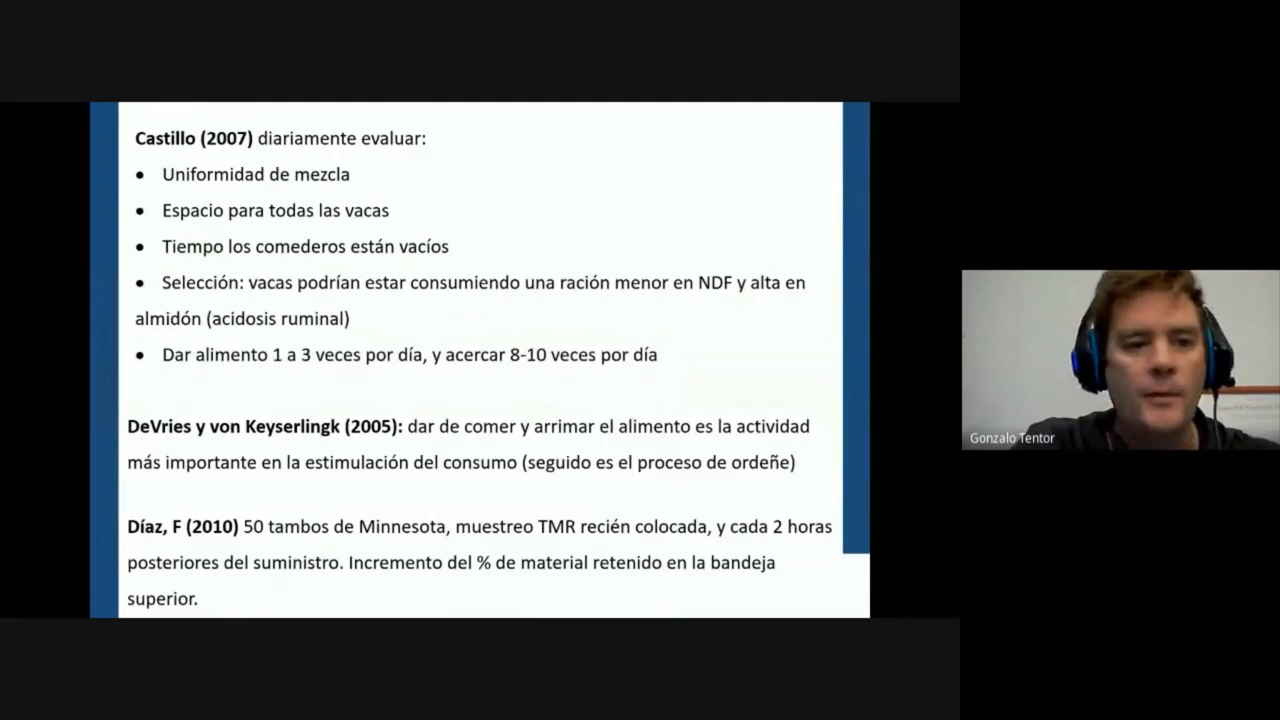 Castillo (2007) diariamente evaluar:
• Uniformidad de mezcla
• Espacio para todas las vacas
• Tiempo los comederos están vacíos
• Selección: vacas podrían estar consumiendo una ración menor en NDF y alta en
almidón (acidosis ruminal)
• Dar alimento 1 a 3 veces por día, y acercar 8-10 veces por día
DeVries y von Keyserlingk (2005): dar de comer y arrimar el alimento es la actividad
más importante en la estimulación del consumo (seguido es el proceso de ordeñe)
Díaz, F (2010) 50 tambos de Minnesota, muestreo TMR recién colocada, y cada 2 horas
posteriores del suministro. Incremento del % de material retenido en la bandeja
superior.
Gonzalo Tentor